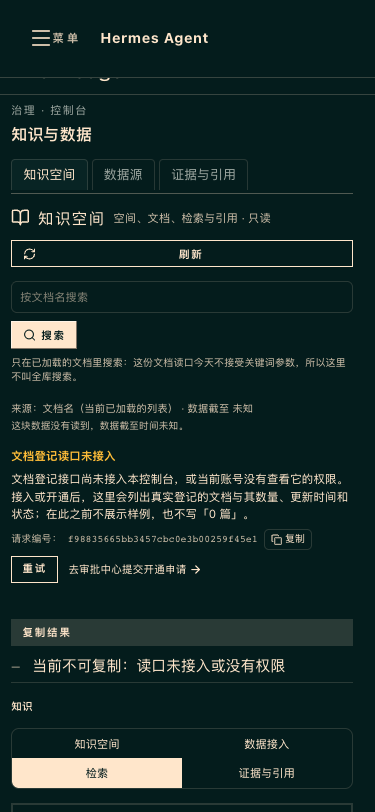 菜单
Hermes Agent
治理 · 控制台
知识与数据
知识空间
数据源
证据与引用
知识空间 空间、文档、检索与引用 · 只读
刷新
按文档名搜索
搜索
只在已加载的文档里搜索：这份文档读口今天不接受关键词参数，所以这里
不叫全库搜索。
来源：文档名（当前已加载的列表） · 数据截至 未知
这块数据没有读到，数据截至时间未知。
文档登记读口未接入
文档登记接口尚未接入本控制台，或当前账号没有查看它的权限。
接入或开通后，这里会列出真实登记的文档与其数量、更新时间和
状态；在此之前不展示样例，也不写「0 篇」。
请求编号： f98835665bb3457cbc0e3b00259f45e1 复制
重试 去审批中心提交开通申请 →
复制结果
— 当前不可复制：读口未接入或没有权限
知识
知识空间
数据接入
检索
证据与引用